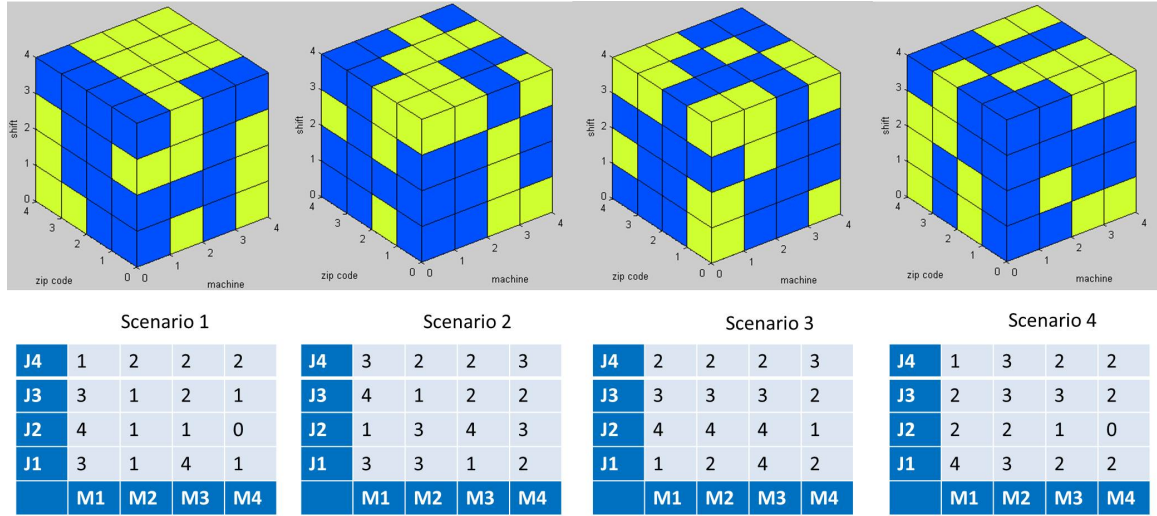 4
3
2
1
0
shift
4
3
2
1
0
zip code
0
1
2
3
4
machine
4
3
2
1
0
shift
4
3
2
1
0
zip code
0
1
2
3
4
machine
4
3
2
1
0
shift
4
3
2
1
0
zip code
0
1
2
3
4
machine
4
3
2
1
0
shift
4
3
2
1
0
zip code
0
1
2
3
4
machine
Scenario 1
J4 1 2 2 2
J3 3 1 2 1
J2 4 1 1 0
J1 3 1 4 1
M1 M2 M3 M4
Scenario 2
J4 3 2 2 3
J3 4 1 2 2
J2 1 3 4 3
J1 3 3 1 2
M1 M2 M3 M4
Scenario 3
J4 2 2 2 3
J3 3 3 3 2
J2 4 4 4 1
J1 1 2 4 2
M1 M2 M3 M4
Scenario 4
J4 1 3 2 2
J3 2 3 3 2
J2 2 2 1 0
J1 4 3 2 2
M1 M2 M3 M4